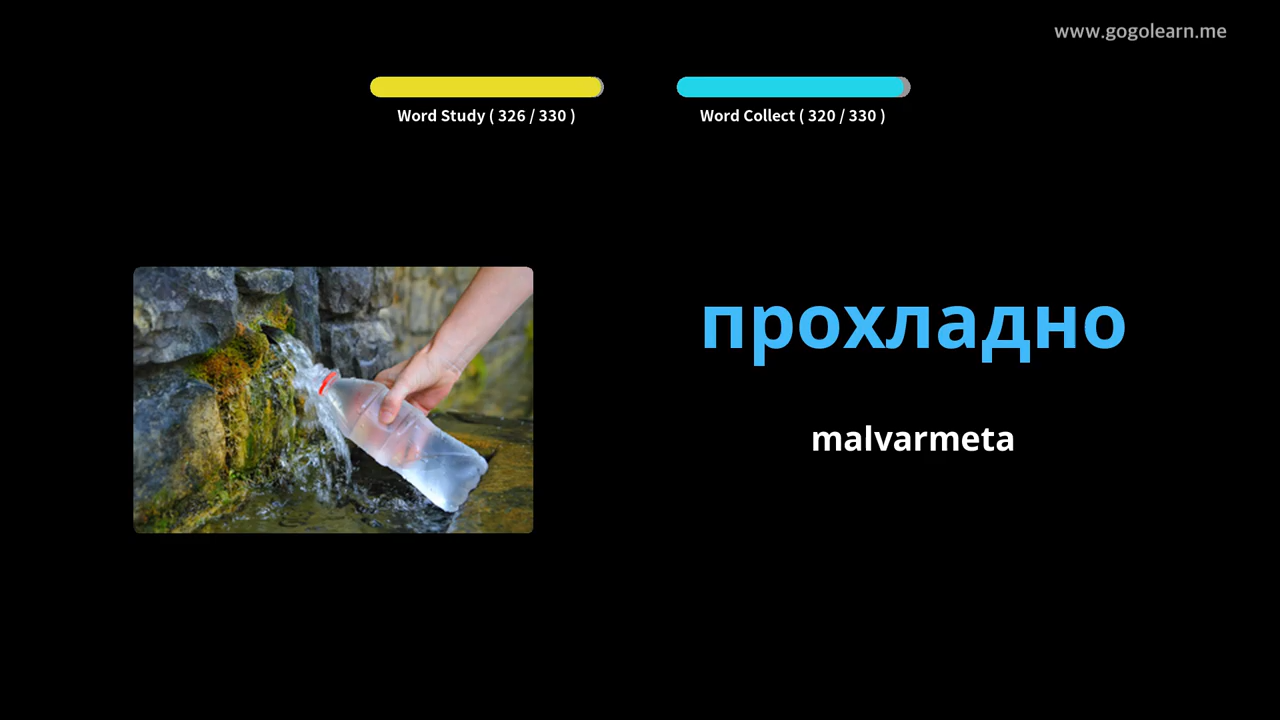 www.gogolearn.me
Word Study ( 326 / 330 )
Word Collect ( 320 / 330 )
прохладно
malvarmeta